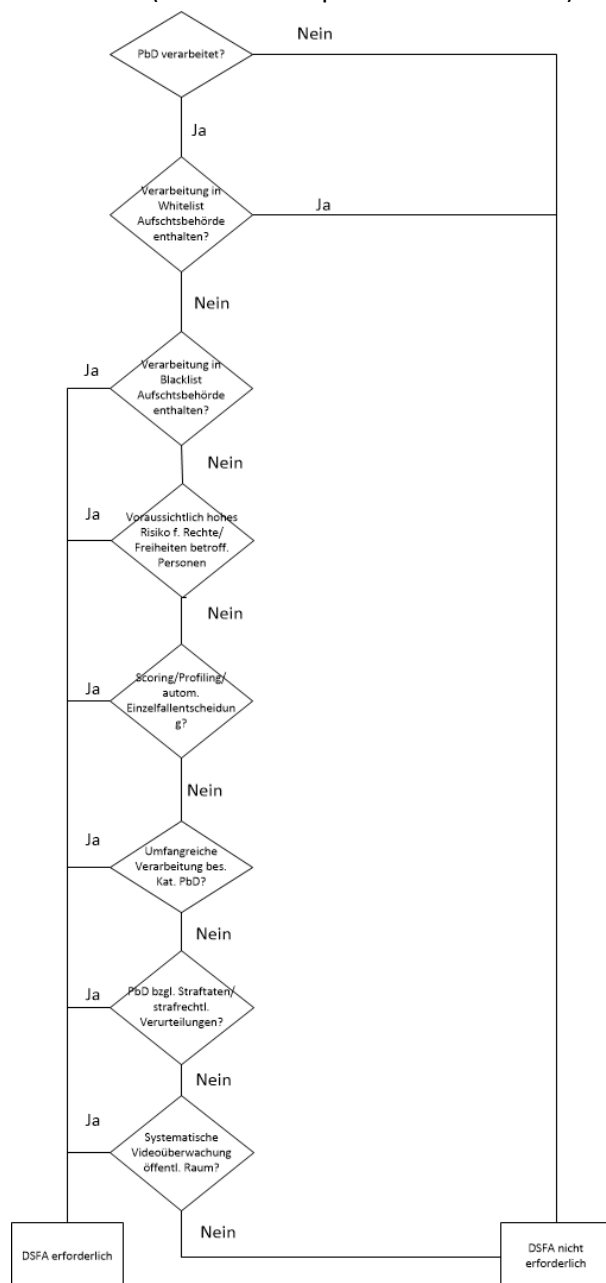 Nein
PbD verarbeitet?
Ja
Verarbeitung in
Whitelist
Aufschtsbehörde
enthalten?
Ja
Nein
Ja
Verarbeitung in
Blacklist
Aufschtsbehörde
enthalten?
Nein
Ja
Voraussichtlich hohes
Risiko f. Rechte/
Freiheiten betroff.
Personen
Nein
Ja
Scoring/Profiling/
autom.
Einzelfallentscheidun
g?
Nein
Ja
Umfangreiche
Verarbeitung bes.
Kat. PbD?
Nein
Ja
PbD bzgl. Straftaten/
strafrechtl.
Verurteilungen?
Nein
Ja
Systematische
Videoüberwachung
öffentl. Raum?
Nein
DSFA erforderlich
DSFA nicht
erforderlich